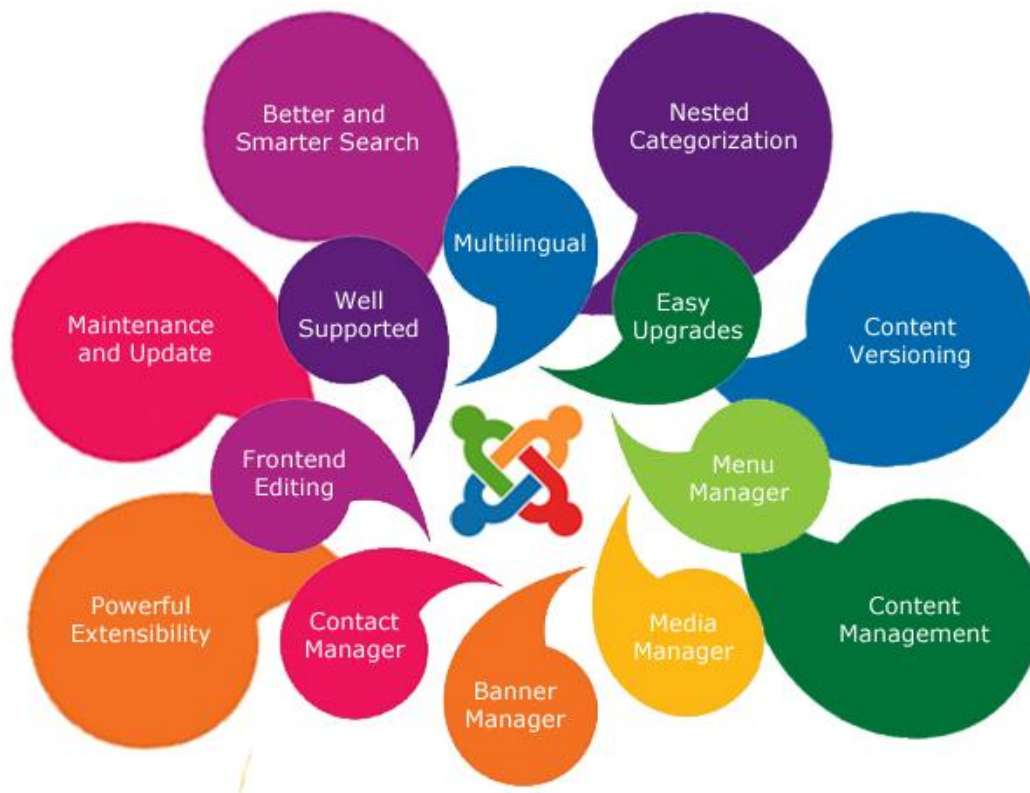 Better and
Smarter Search
Nested
Categorization
Multilingual
Well
Supported
Easy
Upgrades
Maintenance
and Update
Content
Versioning
Frontend
Editing
Menu
Manager
Powerful
Extensibility
Contact
Manager
Media
Manager
Content
Management
Banner
Manager